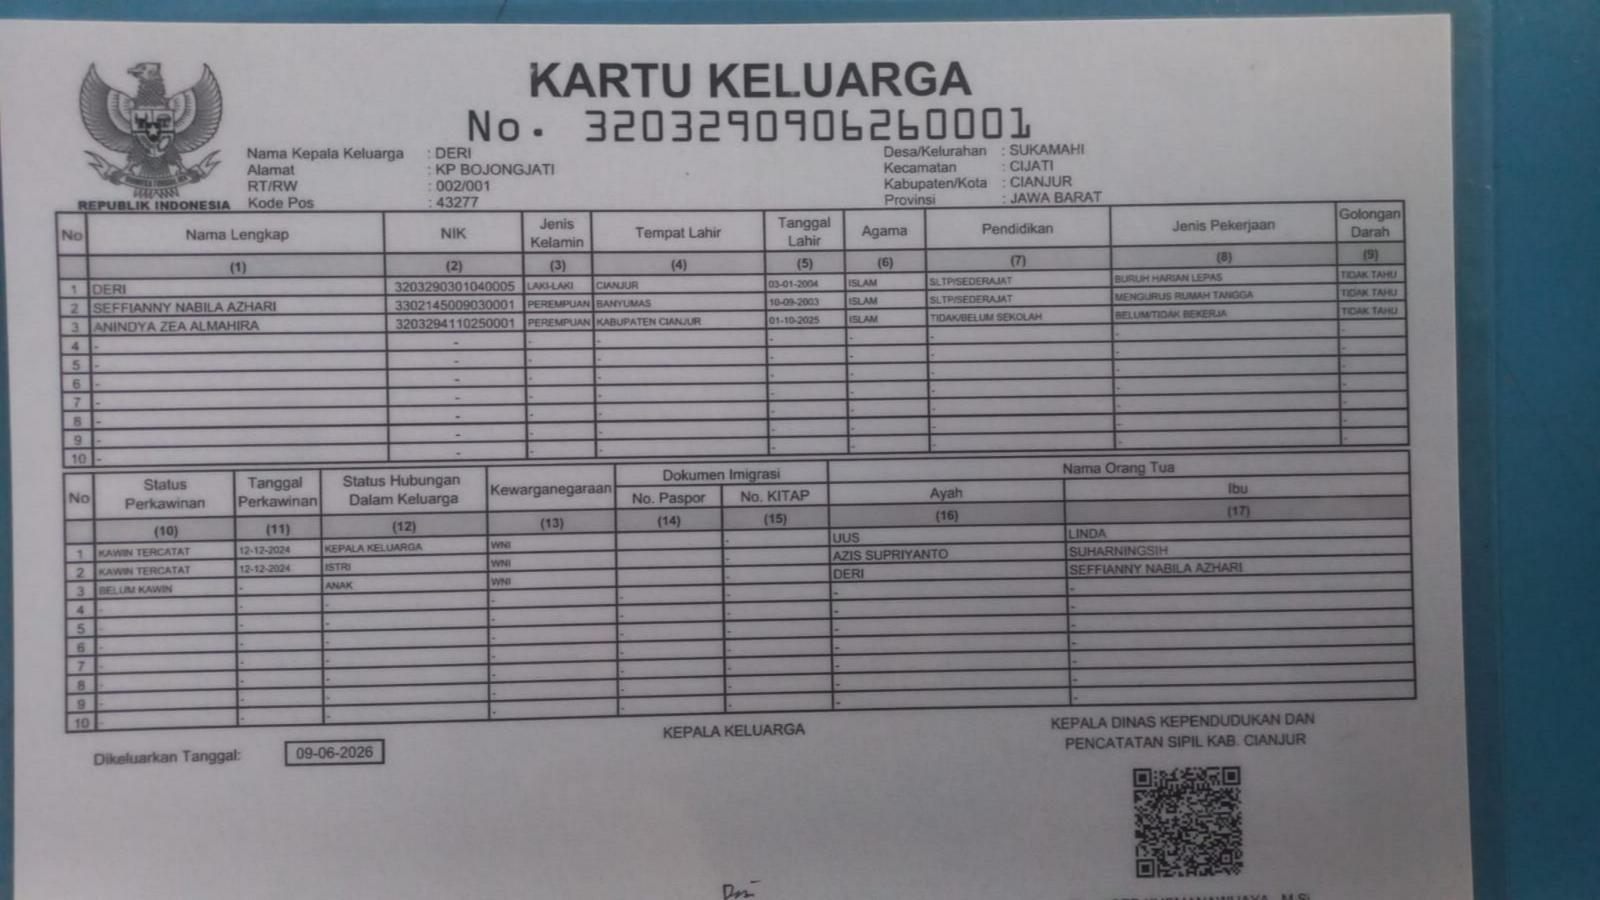 KARTU KELUARGA
No. 3203290906260001
Nama Kepala Keluarga : DERI
Alamat : KP BOJONGJATI
RT/RW : 002/001
Kode Pos : 43277
Desa/Kelurahan : SUKAMAHI
Kecamatan : CIJATI
Kabupaten/Kota : CIANJUR
Provinsi : JAWA BARAT
REPUBLIK INDONESIA
No Nama Lengkap NIK Jenis Kelamin Tempat Lahir Tanggal Lahir Agama Pendidikan Jenis Pekerjaan Golongan Darah
(1) (2) (3) (4) (5) (6) (7) (8) (9)
1 DERI 3203290301040005 LAKI-LAKI CIANJUR 03-01-2004 ISLAM SLTP/SEDERAJAT BURUH HARIAN LEPAS TIDAK TAHU
2 SEFFIANNY NABILA AZHARI 3302145009030001 PEREMPUAN BANYUMAS 10-09-2003 ISLAM SLTP/SEDERAJAT MENGURUS RUMAH TANGGA TIDAK TAHU
3 ANINDYA ZEA ALMAHIRA 3203294110250001 PEREMPUAN KABUPATEN CIANJUR 01-10-2025 ISLAM TIDAK/BELUM SEKOLAH BELUM/TIDAK BEKERJA TIDAK TAHU
4 - - - - - - - - -
5 - - - - - - - - -
6 - - - - - - - - -
7 - - - - - - - - -
8 - - - - - - - - -
9 - - - - - - - - -
10 - - - - - - - - -
No Status Perkawinan Tanggal Perkawinan Status Hubungan Dalam Keluarga Kewarganegaraan Dokumen Imigrasi Nama Orang Tua
No. Paspor No. KITAP Ayah Ibu
(10) (11) (12) (13) (14) (15) (16) (17)
1 KAWIN TERCATAT 12-12-2024 KEPALA KELUARGA WNI - UUS LINDA
2 KAWIN TERCATAT 12-12-2024 ISTRI WNI - AZIS SUPRIYANTO SUHARNINGSIH
3 BELUM KAWIN - ANAK WNI - DERI SEFFIANNY NABILA AZHARI
4 - - - - - - - -
5 - - - - - - - -
6 - - - - - - - -
7 - - - - - - - -
8 - - - - - - - -
9 - - - - - - - -
10 - - - - - - - -
Dikeluarkan Tanggal: 09-06-2026
KEPALA KELUARGA
KEPALA DINAS KEPENDUDUKAN DAN
PENCATATAN SIPIL KAB. CIANJUR